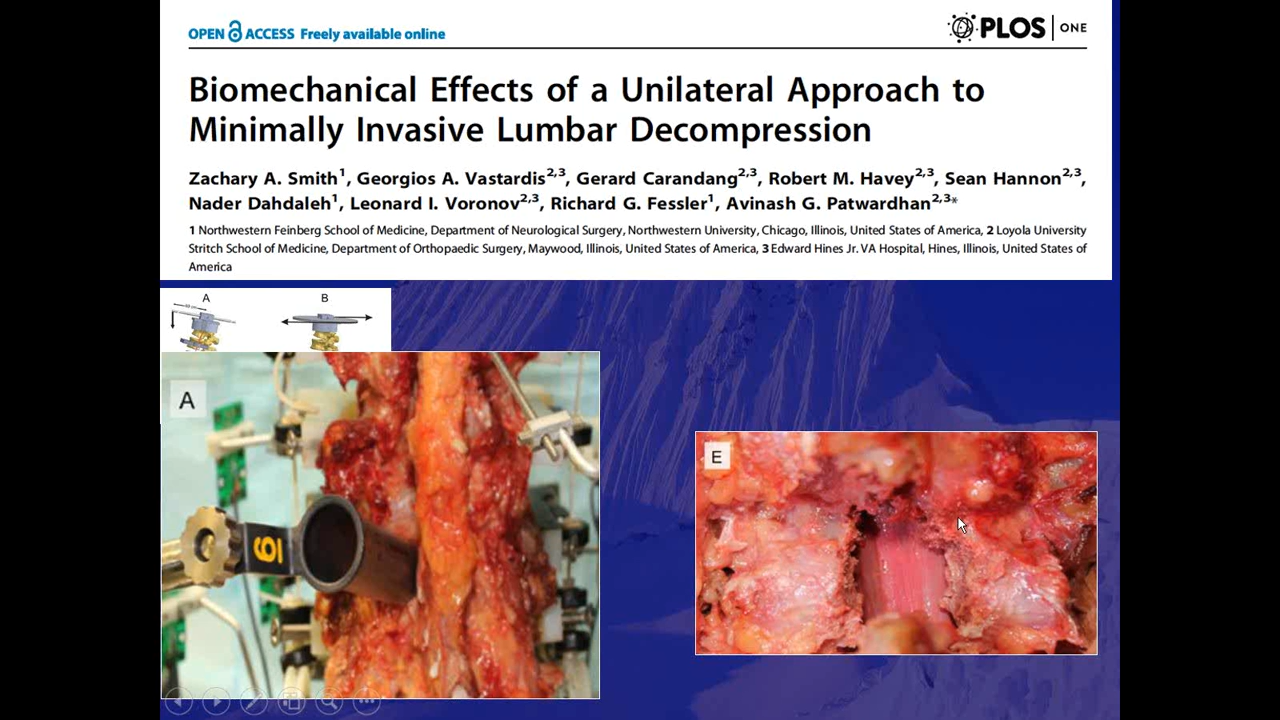 OPEN ACCESS Freely available online
PLOS ONE
Biomechanical Effects of a Unilateral Approach to
Minimally Invasive Lumbar Decompression
Zachary A. Smith1, Georgios A. Vastardis2,3, Gerard Carandang2,3, Robert M. Havey2,3, Sean Hannon2,3,
Nader Dahdaleh1, Leonard I. Voronov2,3, Richard G. Fessler1, Avinash G. Patwardhan2,3*
1 Northwestern Feinberg School of Medicine, Department of Neurological Surgery, Northwestern University, Chicago, Illinois, United States of America, 2 Loyola University
Stritch School of Medicine, Department of Orthopaedic Surgery, Maywood, Illinois, United States of America, 3 Edward Hines Jr. VA Hospital, Hines, Illinois, United States of
America
A
B
A
E
6